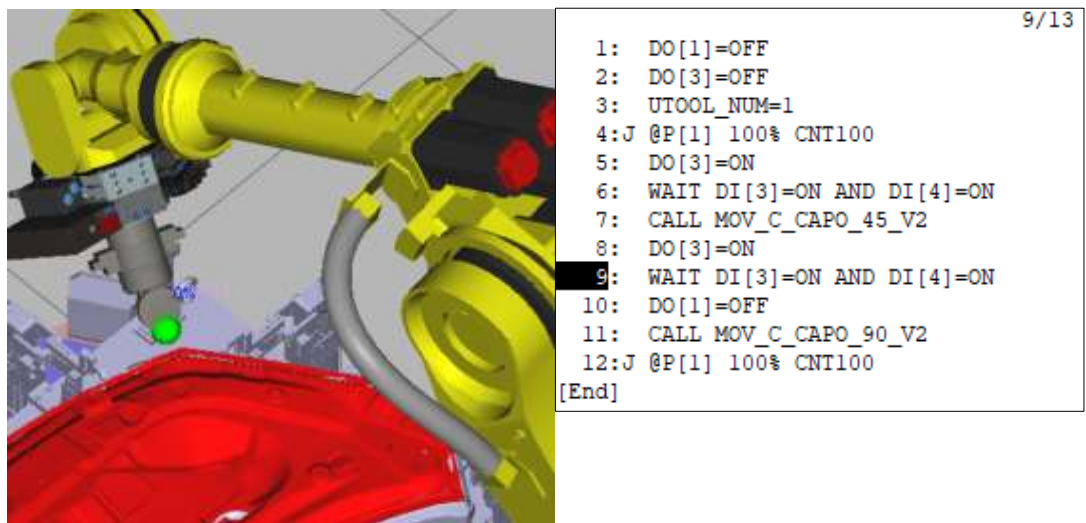 9/13
1: DO[1]=OFF
2: DO[3]=OFF
3: UTOOL_NUM=1
4:J @P[1] 100% CNT100
5: DO[3]=ON
6: WAIT DI[3]=ON AND DI[4]=ON
7: CALL MOV_C_CAPO_45_V2
8: DO[3]=ON
9: WAIT DI[3]=ON AND DI[4]=ON
10: DO[1]=OFF
11: CALL MOV_C_CAPO_90_V2
12:J @P[1] 100% CNT100
[End]